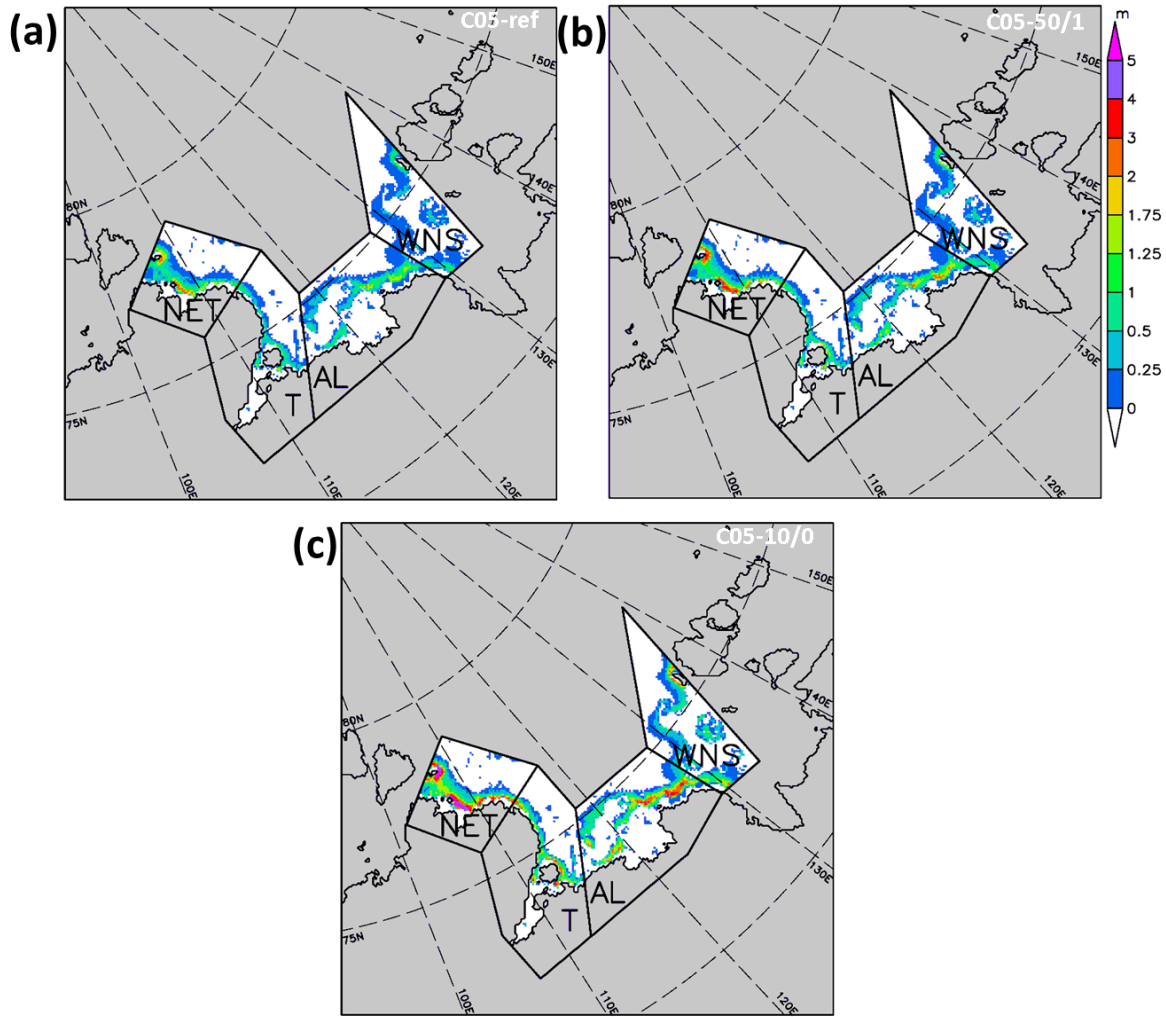 (a)
C05-ref
150E
140E
130E
120E
110E
100E
80N
75N
NET
T
AL
WNS
(b)
C05-50/1
150E
140E
130E
120E
110E
100E
80N
75N
NET
T
AL
WNS
m
5
4
3
2
1.75
1.25
1
0.5
0.25
0
(c)
C05-10/0
150E
140E
130E
120E
110E
100E
80N
75N
NET
T
AL
WNS